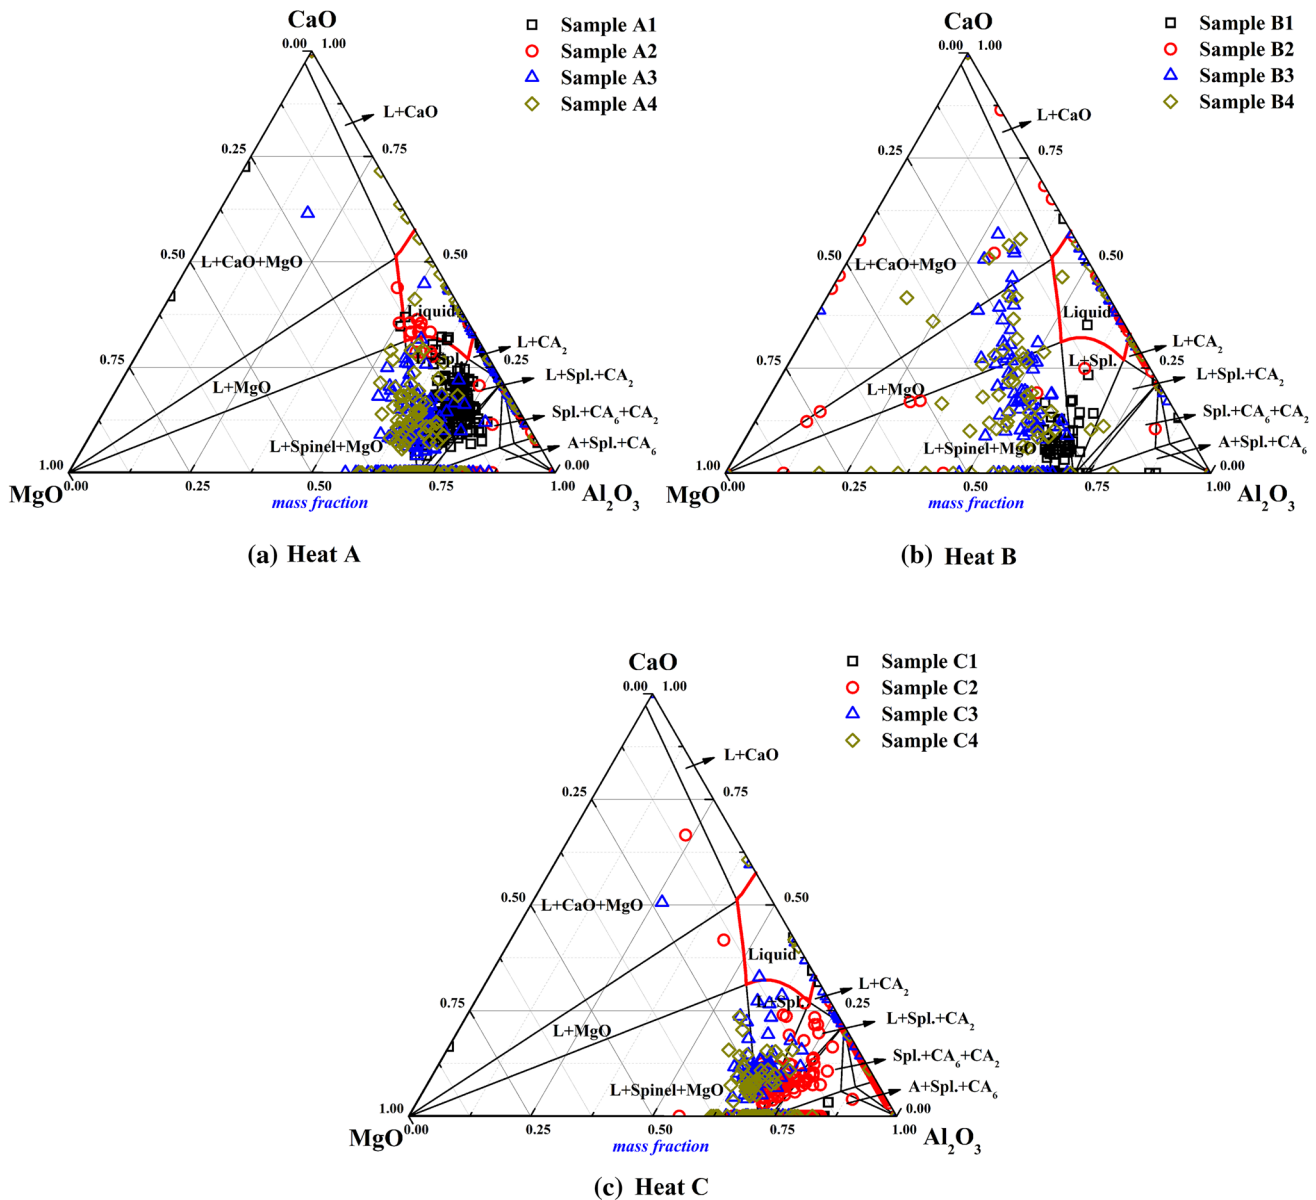 CaO
0.00 1.00
Sample A1
Sample A2
Sample A3
Sample A4
L+CaO
0.25
0.75
0.50
L+CaO+MgO
0.50
Liquid
L+Spl.
L+CA2
0.75
0.25
L+MgO
L+Spl.+CA2
Spl.+CA6+CA2
L+Spinel+MgO
A+Spl.+CA6
1.00
0.00
MgO
0.00
0.25
0.50
0.75
1.00
Al2O3
mass fraction
(a) Heat A
CaO
0.00 1.00
Sample B1
Sample B2
Sample B3
Sample B4
L+CaO
0.25
0.75
0.50
L+CaO+MgO
0.50
Liquid
L+CA2
L+Spl.
0.75
0.25
L+Spl.+CA2
L+MgO
Spl.+CA6+CA2
L+Spinel+MgO
A+Spl.+CA6
1.00
0.00
MgO
0.00
0.25
0.50
0.75
1.00
Al2O3
mass fraction
(b) Heat B
CaO
0.00 1.00
Sample C1
Sample C2
Sample C3
Sample C4
L+CaO
0.25
0.75
0.50
L+CaO+MgO
0.50
Liquid
L+CA2
L+Spl.
0.75
0.25
L+Spl.+CA2
L+MgO
Spl.+CA6+CA2
L+Spinel+MgO
A+Spl.+CA6
1.00
0.00
MgO
0.00
0.25
0.50
0.75
1.00
Al2O3
mass fraction
(c) Heat C